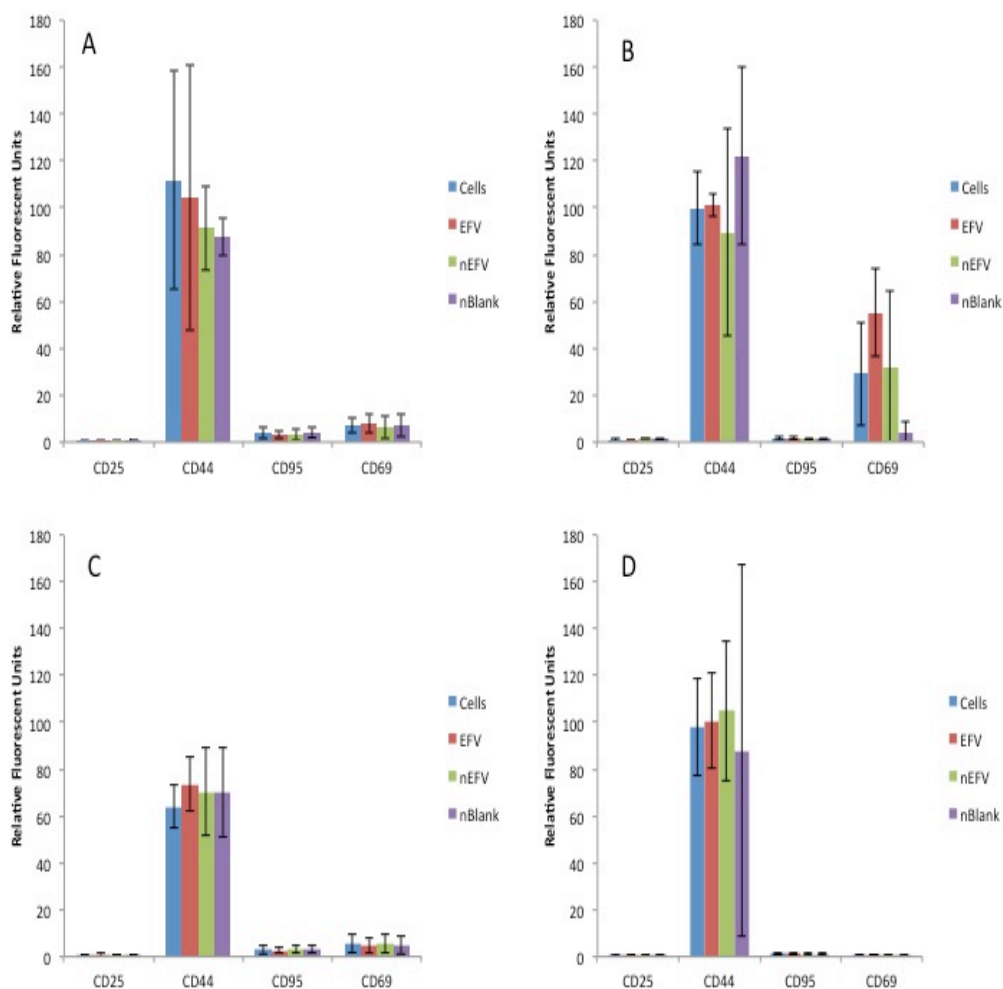 A
Relative Fluorescent Units
180
160
140
120
100
80
60
40
20
0
CD25 CD44 CD95 CD69
Cells
EFV
nEFV
nBlank
B
Relative Fluorescent Units
180
160
140
120
100
80
60
40
20
0
CD25 CD44 CD95 CD69
Cells
EFV
nEFV
nBlank
C
Relative Fluorescent Units
180
160
140
120
100
80
60
40
20
0
CD25 CD44 CD95 CD69
Cells
EFV
nEFV
nBlank
D
Relative Fluorescent Units
180
160
140
120
100
80
60
40
20
0
CD25 CD44 CD95 CD69
Cells
EFV
nEFV
nBlank